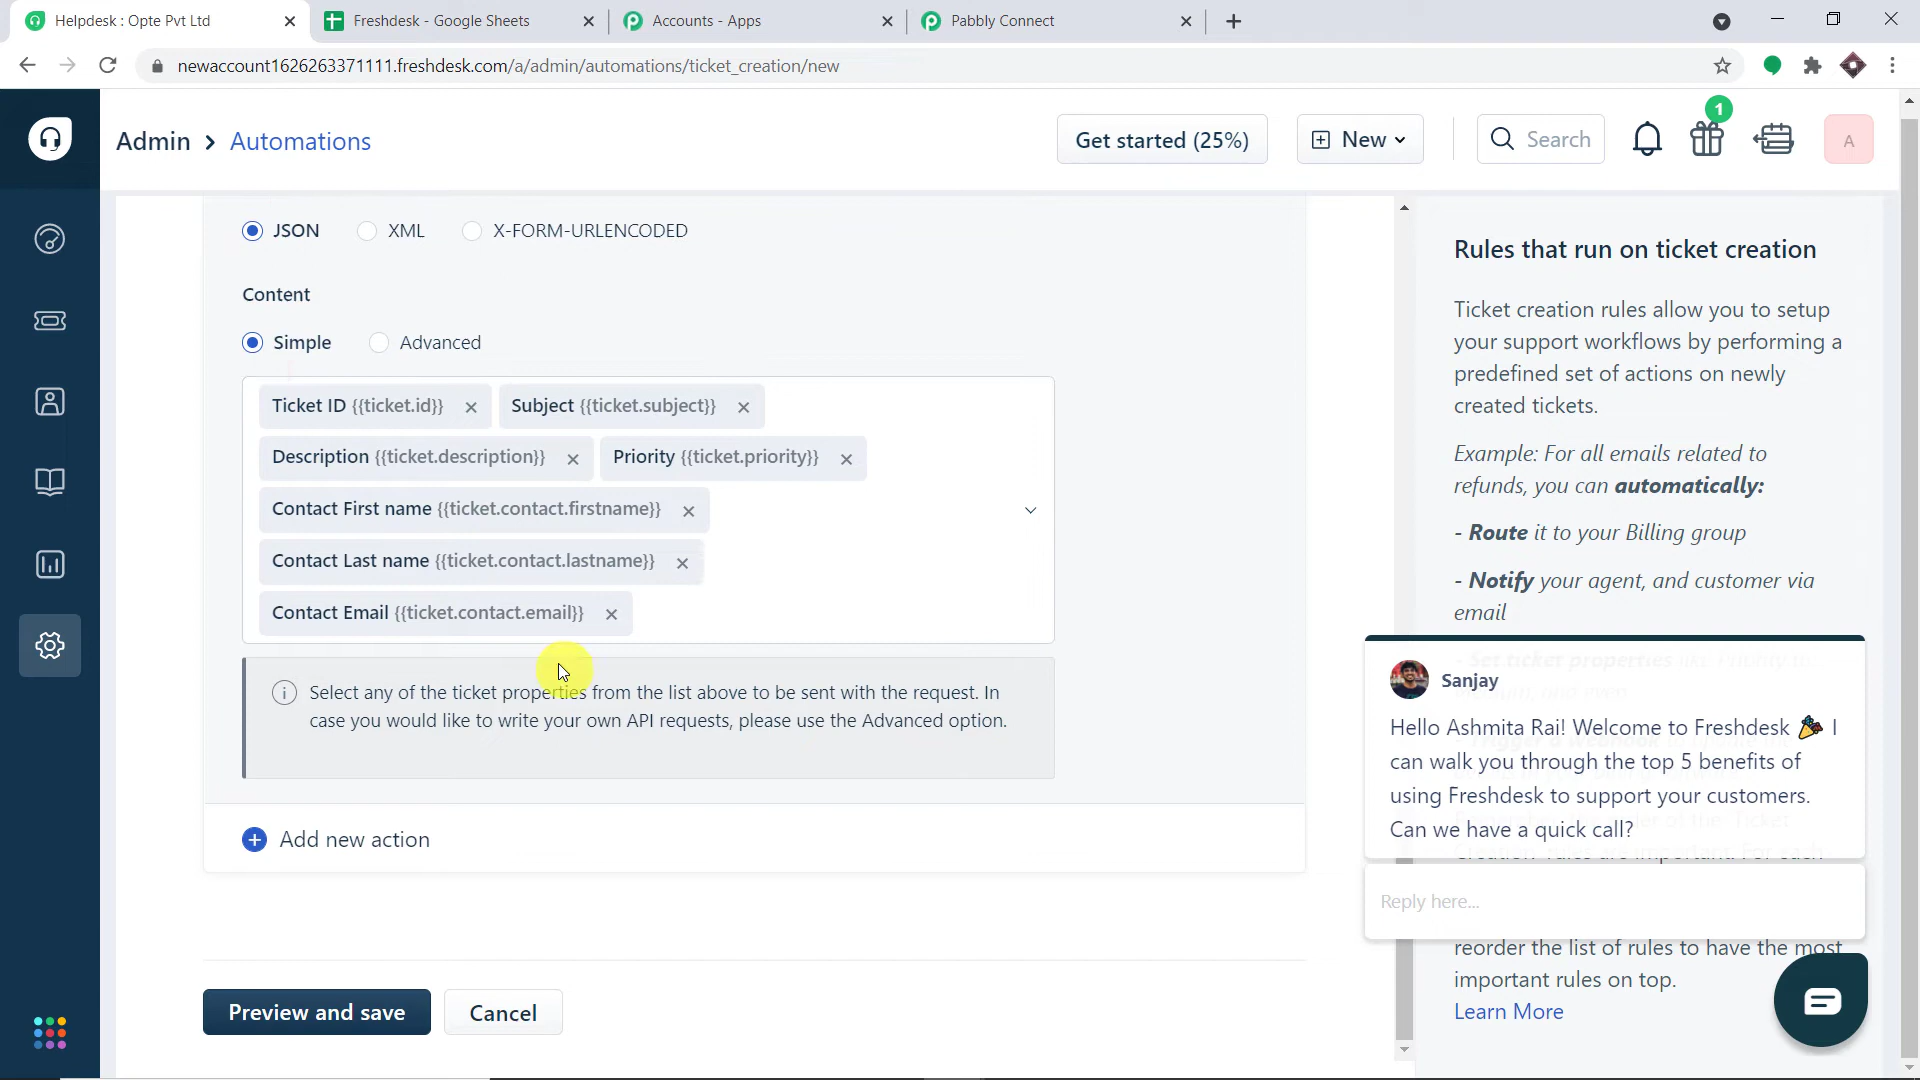 Helpdesk : Opte Pvt Ltd
Freshdesk - Google Sheets
Accounts - Apps
Pabbly Connect
newaccount1626263371111.freshdesk.com/a/admin/automations/ticket_creation/new
Admin > Automations
Get started (25%)
New
Search
1
A
JSON
XML
X-FORM-URLENCODED
Content
Simple
Advanced
Ticket ID {{ticket.id}}
Subject {{ticket.subject}}
Description {{ticket.description}}
Priority {{ticket.priority}}
Contact First name {{ticket.contact.firstname}}
Contact Last name {{ticket.contact.lastname}}
Contact Email {{ticket.contact.email}}
Select any of the ticket properties from the list above to be sent with the request. In
case you would like to write your own API requests, please use the Advanced option.
Add new action
Preview and save
Cancel
Rules that run on ticket creation
Ticket creation rules allow you to setup
your support workflows by performing a
predefined set of actions on newly
created tickets.
Example: For all emails related to
refunds, you can automatically:
- Route it to your Billing group
- Notify your agent, and customer via
email
Sanjay
Hello Ashmita Rai! Welcome to Freshdesk 🎉 I
can walk you through the top 5 benefits of
using Freshdesk to support your customers.
Can we have a quick call?
Reply here...
reorder the list of rules to have the most
important rules on top.
Learn More